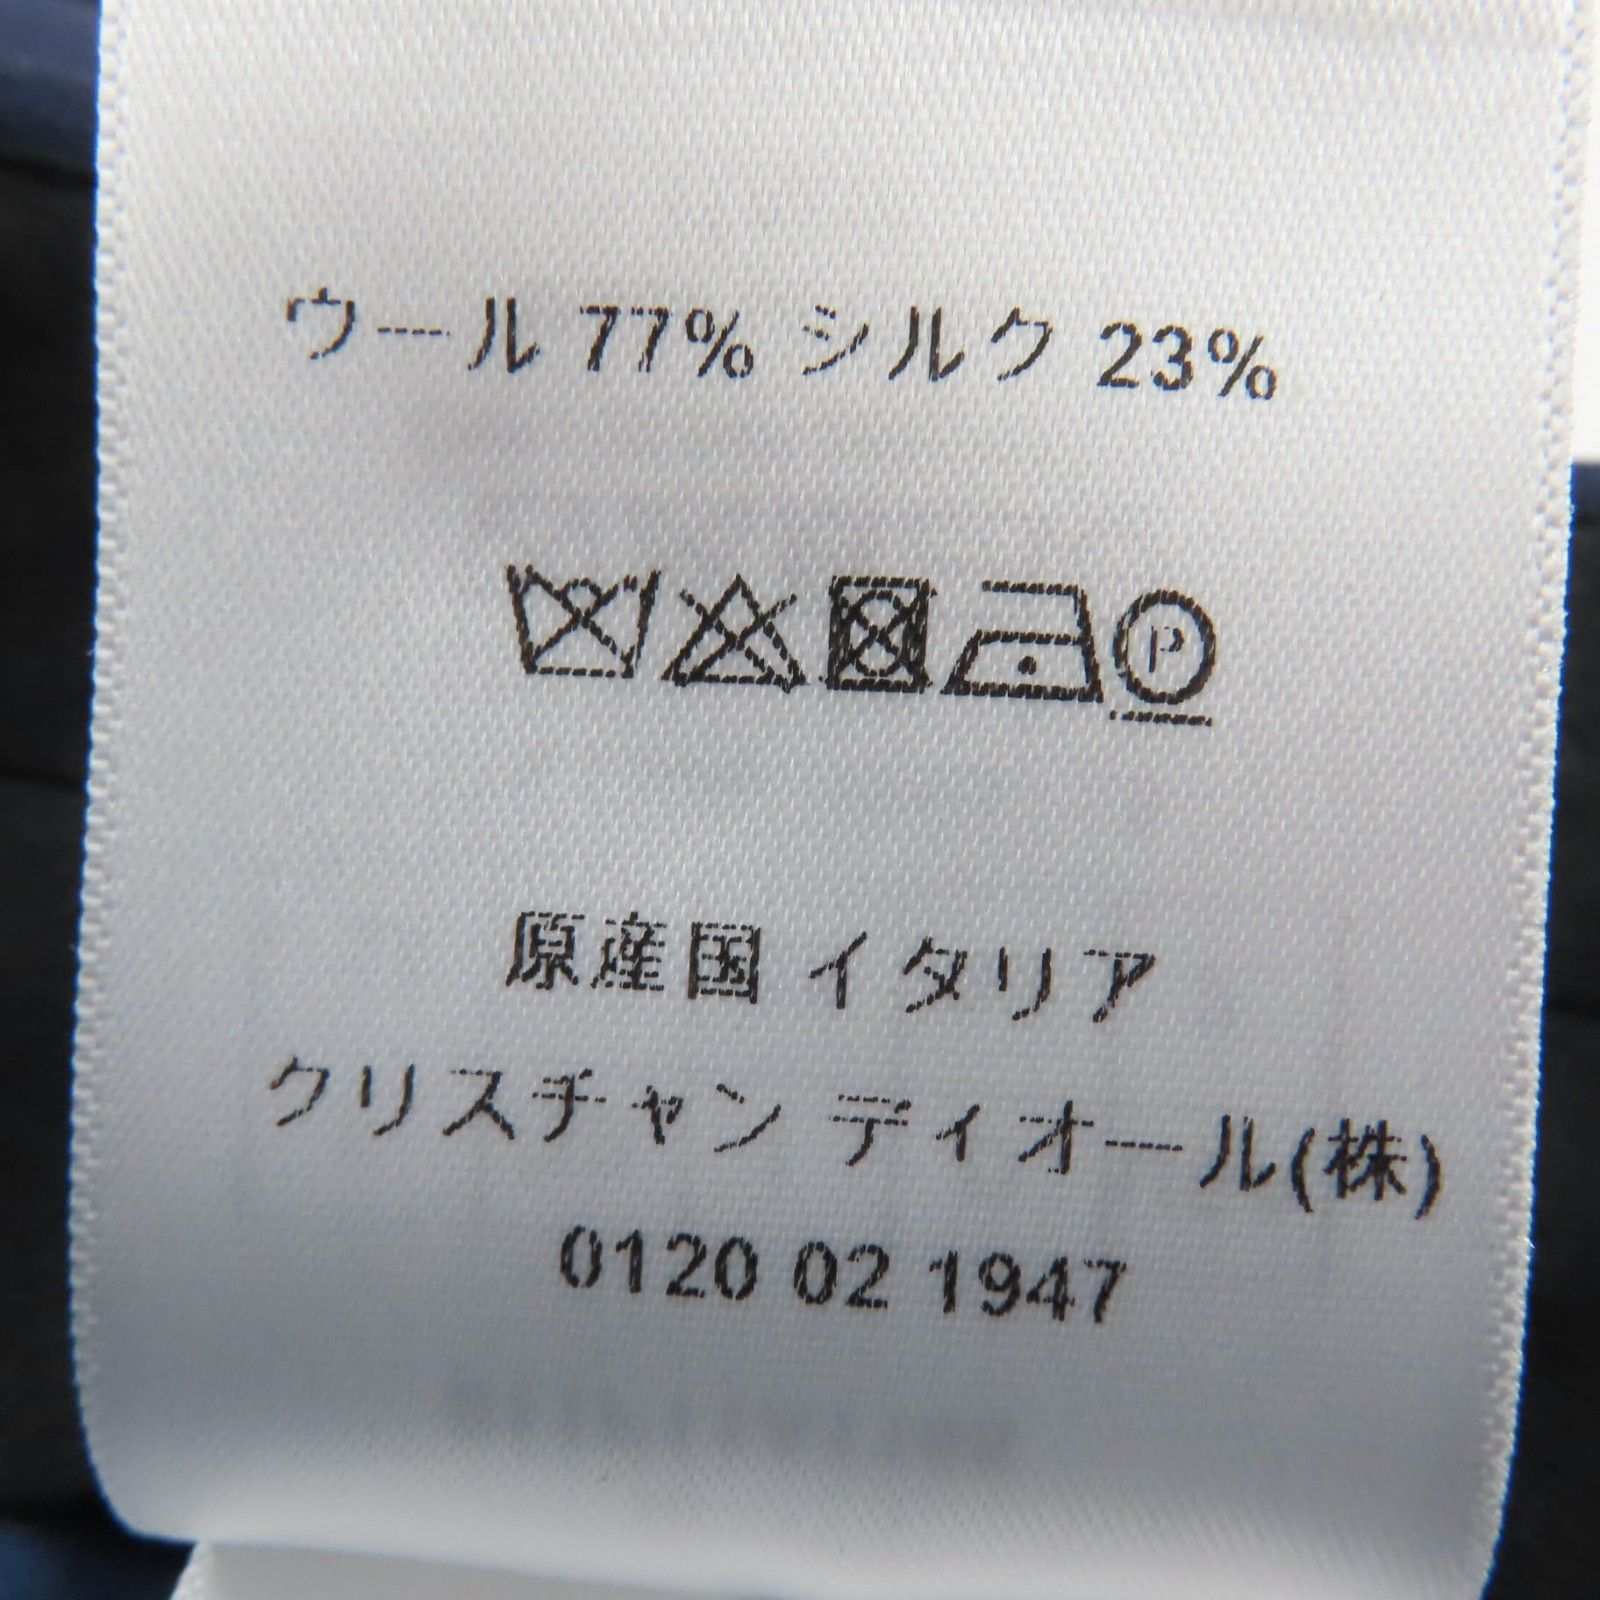 ウール 77% シルク 23%
P
原産国 イタリア
クリスチャン ディオール(株)
0120 02 1947